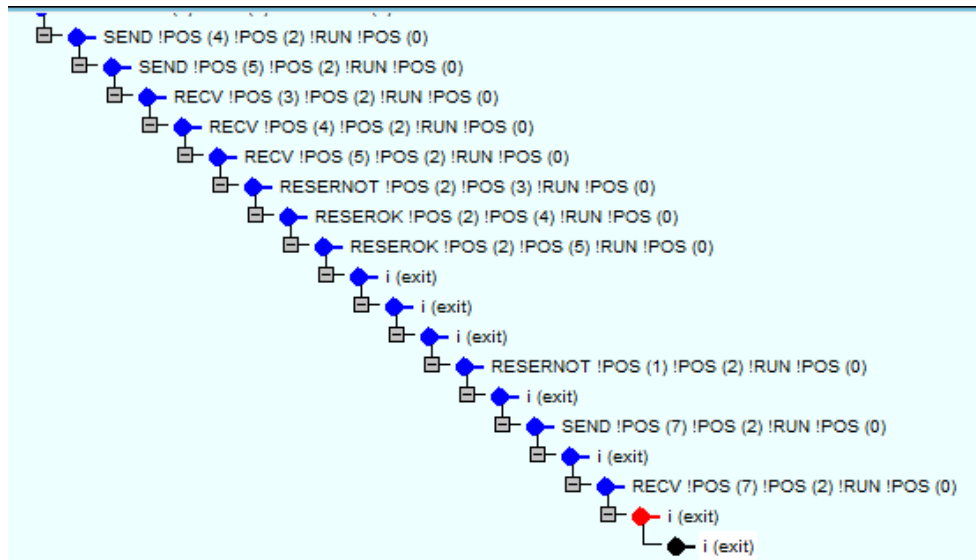 SEND !POS (4) !POS (2) !RUN !POS (0)
SEND !POS (5) !POS (2) !RUN !POS (0)
RECV !POS (3) !POS (2) !RUN !POS (0)
RECV !POS (4) !POS (2) !RUN !POS (0)
RECV !POS (5) !POS (2) !RUN !POS (0)
RESERNOT !POS (2) !POS (3) !RUN !POS (0)
RESEROK !POS (2) !POS (4) !RUN !POS (0)
RESEROK !POS (2) !POS (5) !RUN !POS (0)
i (exit)
i (exit)
i (exit)
RESERNOT !POS (1) !POS (2) !RUN !POS (0)
i (exit)
SEND !POS (7) !POS (2) !RUN !POS (0)
i (exit)
RECV !POS (7) !POS (2) !RUN !POS (0)
i (exit)
i (exit)